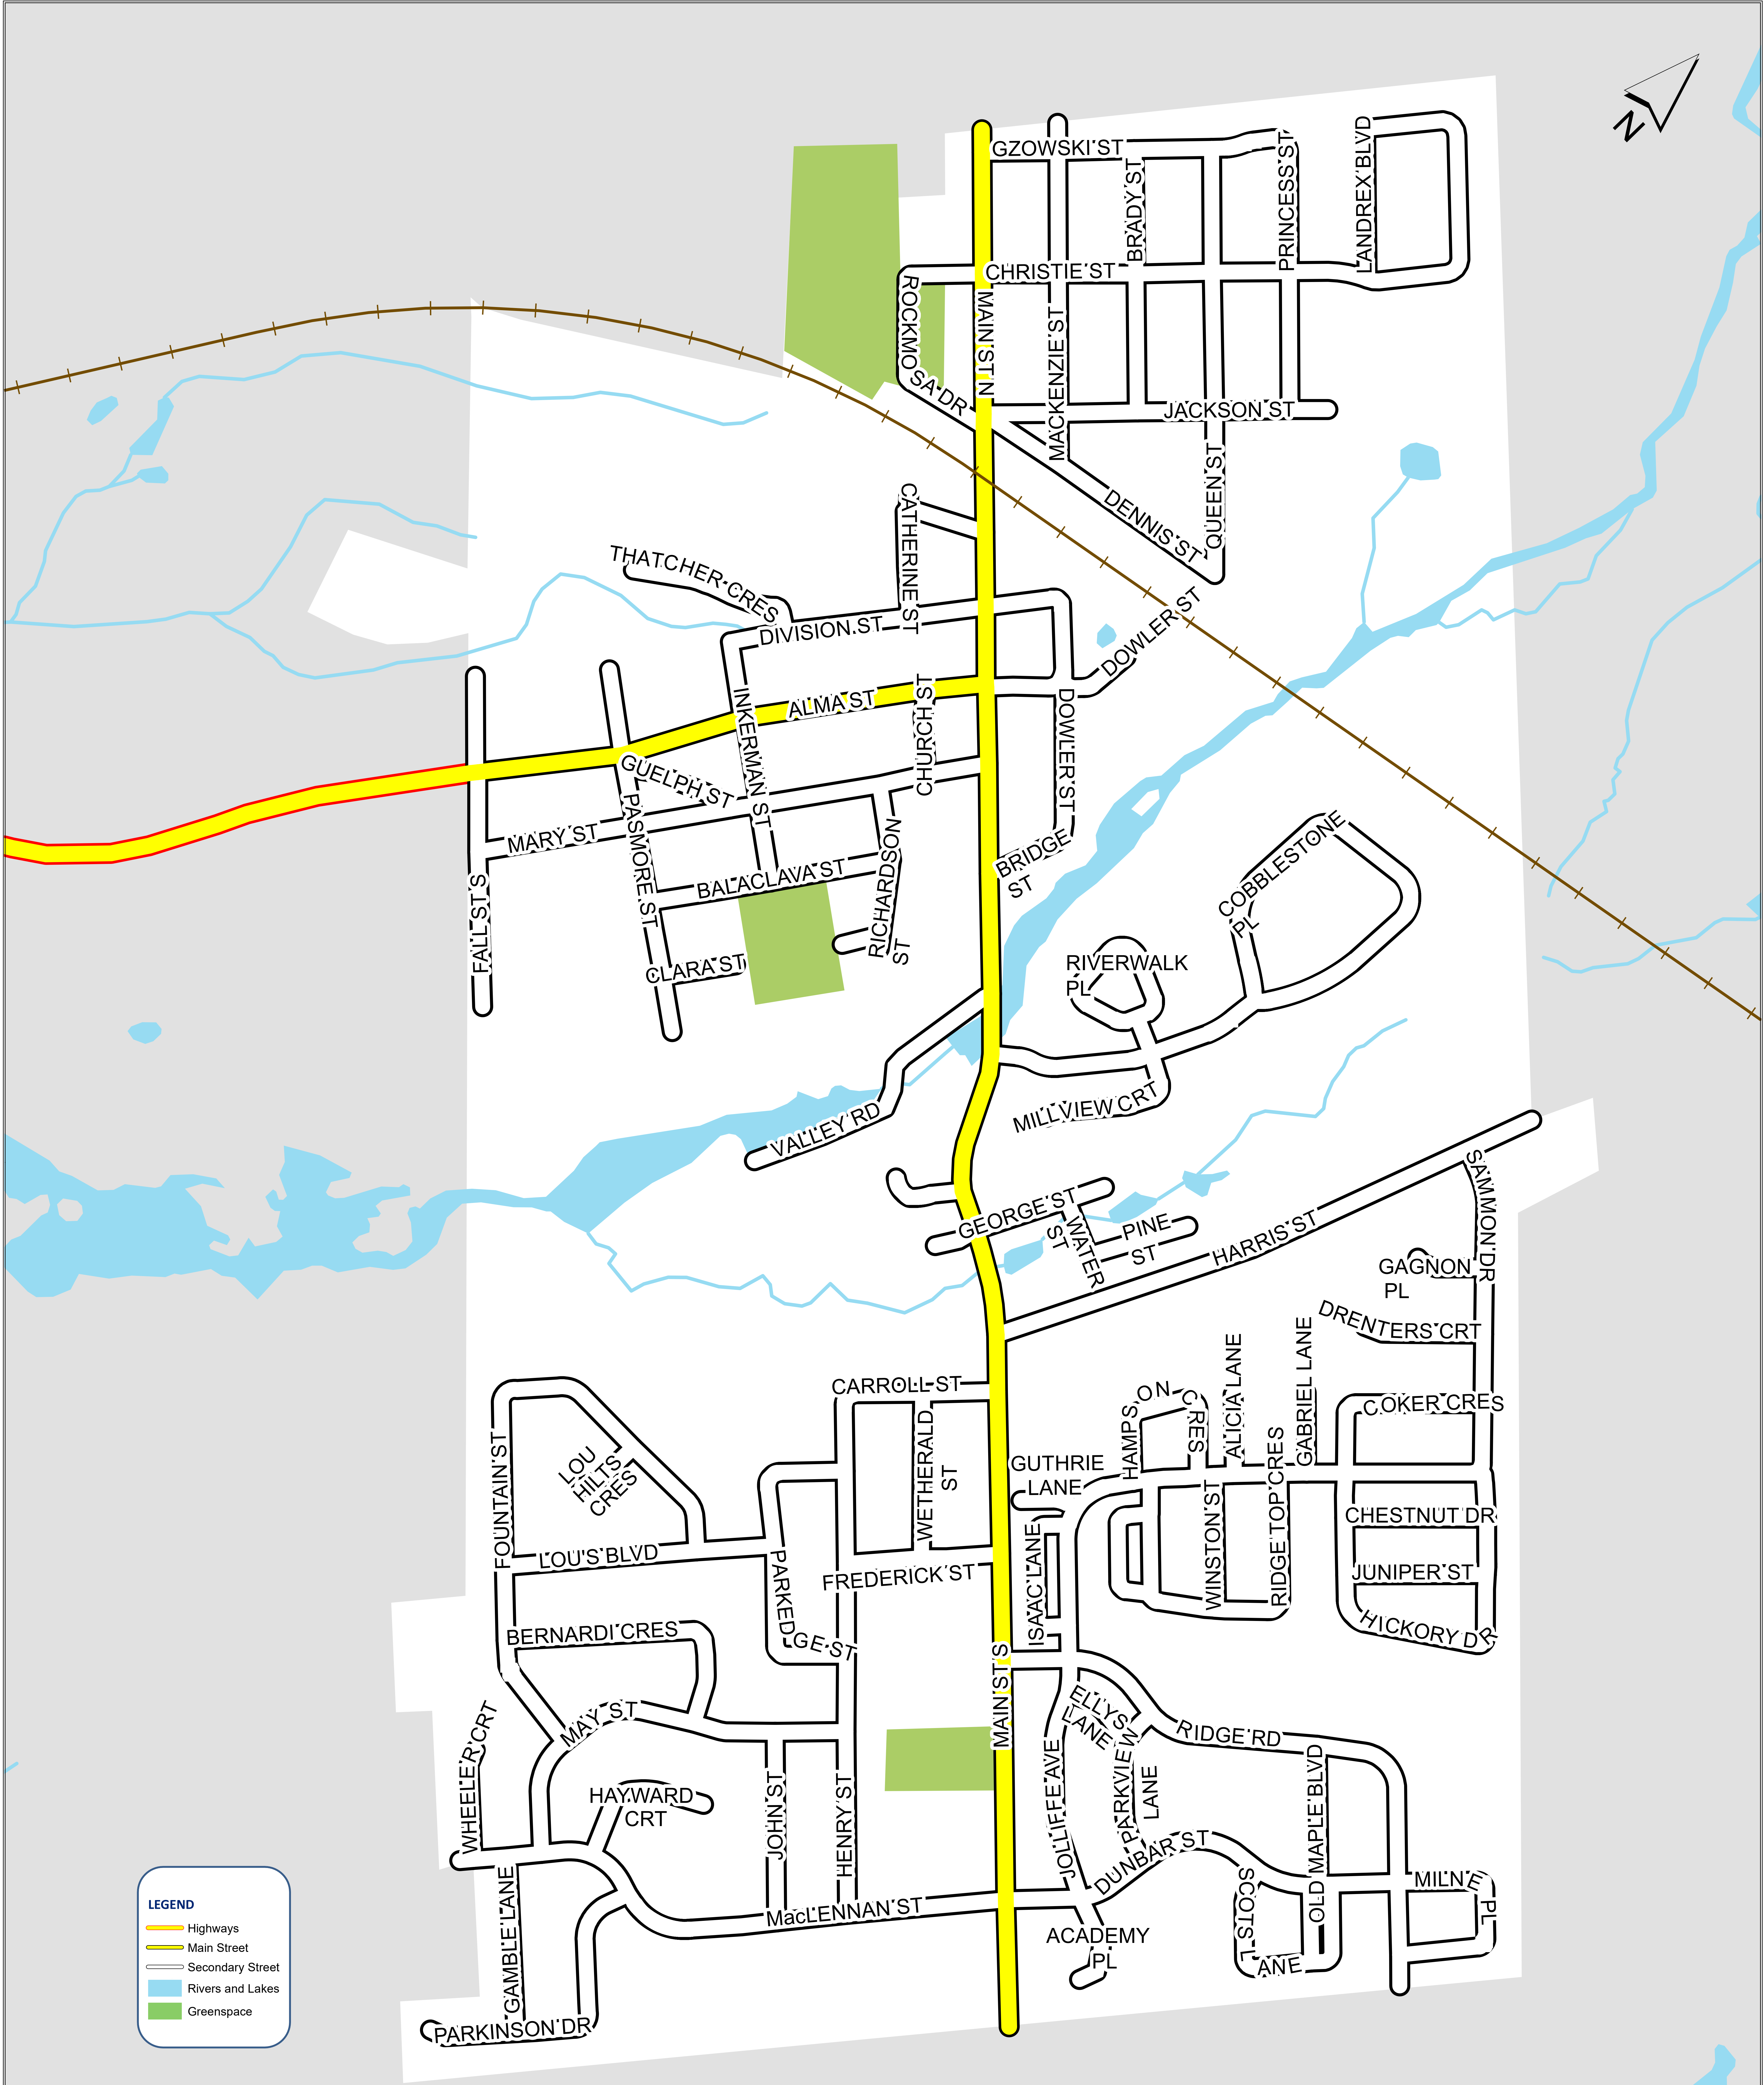 N
GZOWSKI ST
BRADY ST
PRINCESS ST
LANDREX BLVD
CHRISTIE ST
ROCKMOSA DR
MAIN ST N
MACKENZIE ST
JACKSON ST
QUEEN ST
DENNIS ST
CATHERINE ST
THATCHER CRES
DIVISION ST
DOWLER ST
ALMA ST
CHURCH ST
INKERMAN ST
DOWLER ST
GUELPH ST
PASMORE ST
MARY ST
BRIDGE
ST
COBBLESTONE
PL
BALACLAVA ST
RICHARDSON
ST
FALL ST S
CLARA ST
RIVERWALK
PL
MILLVIEW CRT
VALLEY RD
GEORGE ST
WATER
ST
PINE
ST
HARRIS ST
SAMMON DR
GAGNON
PL
DRENTERS CRT
CARROLL ST
WETHERALD
ST
GUTHRIE
LANE
HAMPSON CRES
ALICIA LANE
GABRIEL LANE
COKER CRES
FOUNTAIN ST
LOU
HILTS
CRES
LOU'S BLVD
PARKEDGE ST
FREDERICK ST
ISAAC LANE
WINSTON ST
RIDGETOP CRES
CHESTNUT DR
JUNIPER ST
HICKORY DR
BERNARDI CRES
MAIN ST S
ELLYS
LANE
MAY ST
WHEELER CRT
HAYWARD
CRT
JOHN ST
HENRY ST
JOLLIFFE AVE
PARKVIEW
LANE
RIDGE RD
OLD MAPLE BLVD
DUNBAR ST
MILNE PL
SCOTS LANE
MacLENNAN ST
ACADEMY
PL
GAMBLE LANE
PARKINSON DR
LEGEND
Highways
Main Street
Secondary Street
Rivers and Lakes
Greenspace